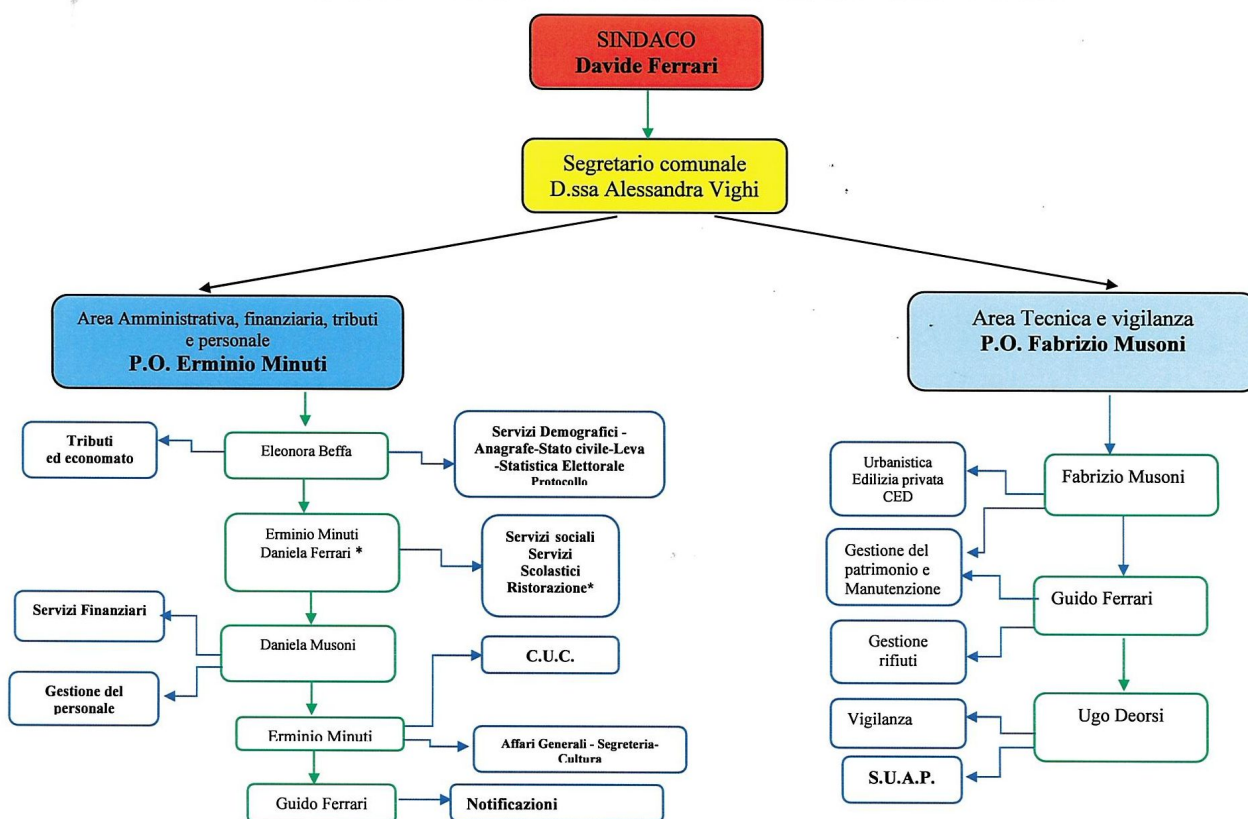 SINDACO
Davide Ferrari
Segretario comunale
D.ssa Alessandra Vighi
Area Amministrativa, finanziaria, tributi
e personale
P.O. Erminio Minuti
Tributi
ed economato
Eleonora Beffa
Servizi Demografici -
Anagrafe-Stato civile-Leva
-Statistica Elettorale
Protocollo
Erminio Minuti
Daniela Ferrari *
Servizi sociali
Servizi
Scolastici
Ristorazione*
Servizi Finanziari
Daniela Musoni
Gestione del
personale
C.U.C.
Erminio Minuti
Affari Generali - Segreteria-
Cultura
Guido Ferrari
Notificazioni
Area Tecnica e vigilanza
P.O. Fabrizio Musoni
Urbanistica
Edilizia privata
CED
Fabrizio Musoni
Gestione del
patrimonio e
Manutenzione
Guido Ferrari
Gestione
rifiuti
Vigilanza
Ugo Deorsi
S.U.A.P.